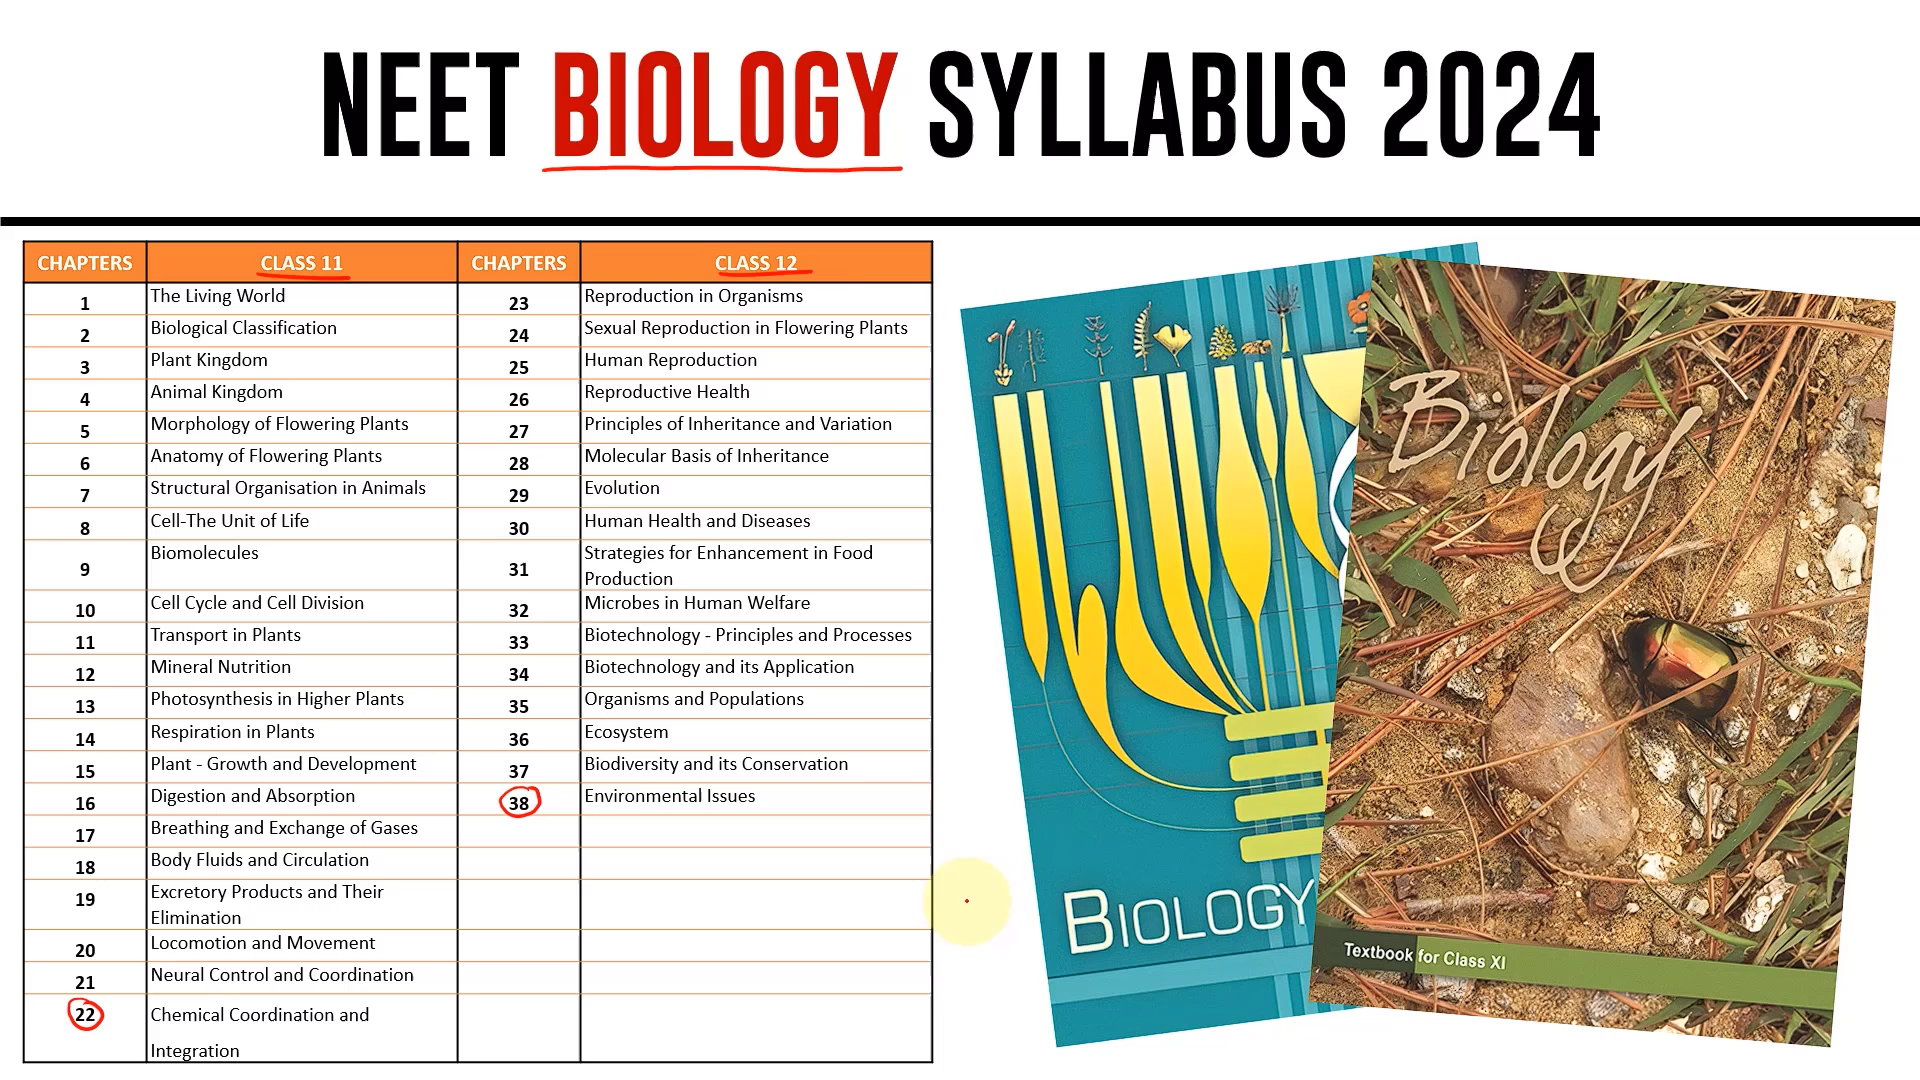 NEET BIOLOGY SYLLABUS 2024
CHAPTERS CLASS 11 CHAPTERS CLASS 12
1 The Living World 23 Reproduction in Organisms
2 Biological Classification 24 Sexual Reproduction in Flowering Plants
3 Plant Kingdom 25 Human Reproduction
4 Animal Kingdom 26 Reproductive Health
5 Morphology of Flowering Plants 27 Principles of Inheritance and Variation
6 Anatomy of Flowering Plants 28 Molecular Basis of Inheritance
7 Structural Organisation in Animals 29 Evolution
8 Cell-The Unit of Life 30 Human Health and Diseases
9 Biomolecules 31 Strategies for Enhancement in Food
Production
10 Cell Cycle and Cell Division 32 Microbes in Human Welfare
11 Transport in Plants 33 Biotechnology - Principles and Processes
12 Mineral Nutrition 34 Biotechnology and its Application
13 Photosynthesis in Higher Plants 35 Organisms and Populations
14 Respiration in Plants 36 Ecosystem
15 Plant - Growth and Development 37 Biodiversity and its Conservation
16 Digestion and Absorption 38 Environmental Issues
17 Breathing and Exchange of Gases
18 Body Fluids and Circulation
19 Excretory Products and Their
Elimination
20 Locomotion and Movement
21 Neural Control and Coordination
22 Chemical Coordination and
Integration
BIOLOGY
Biology
Textbook for Class XI